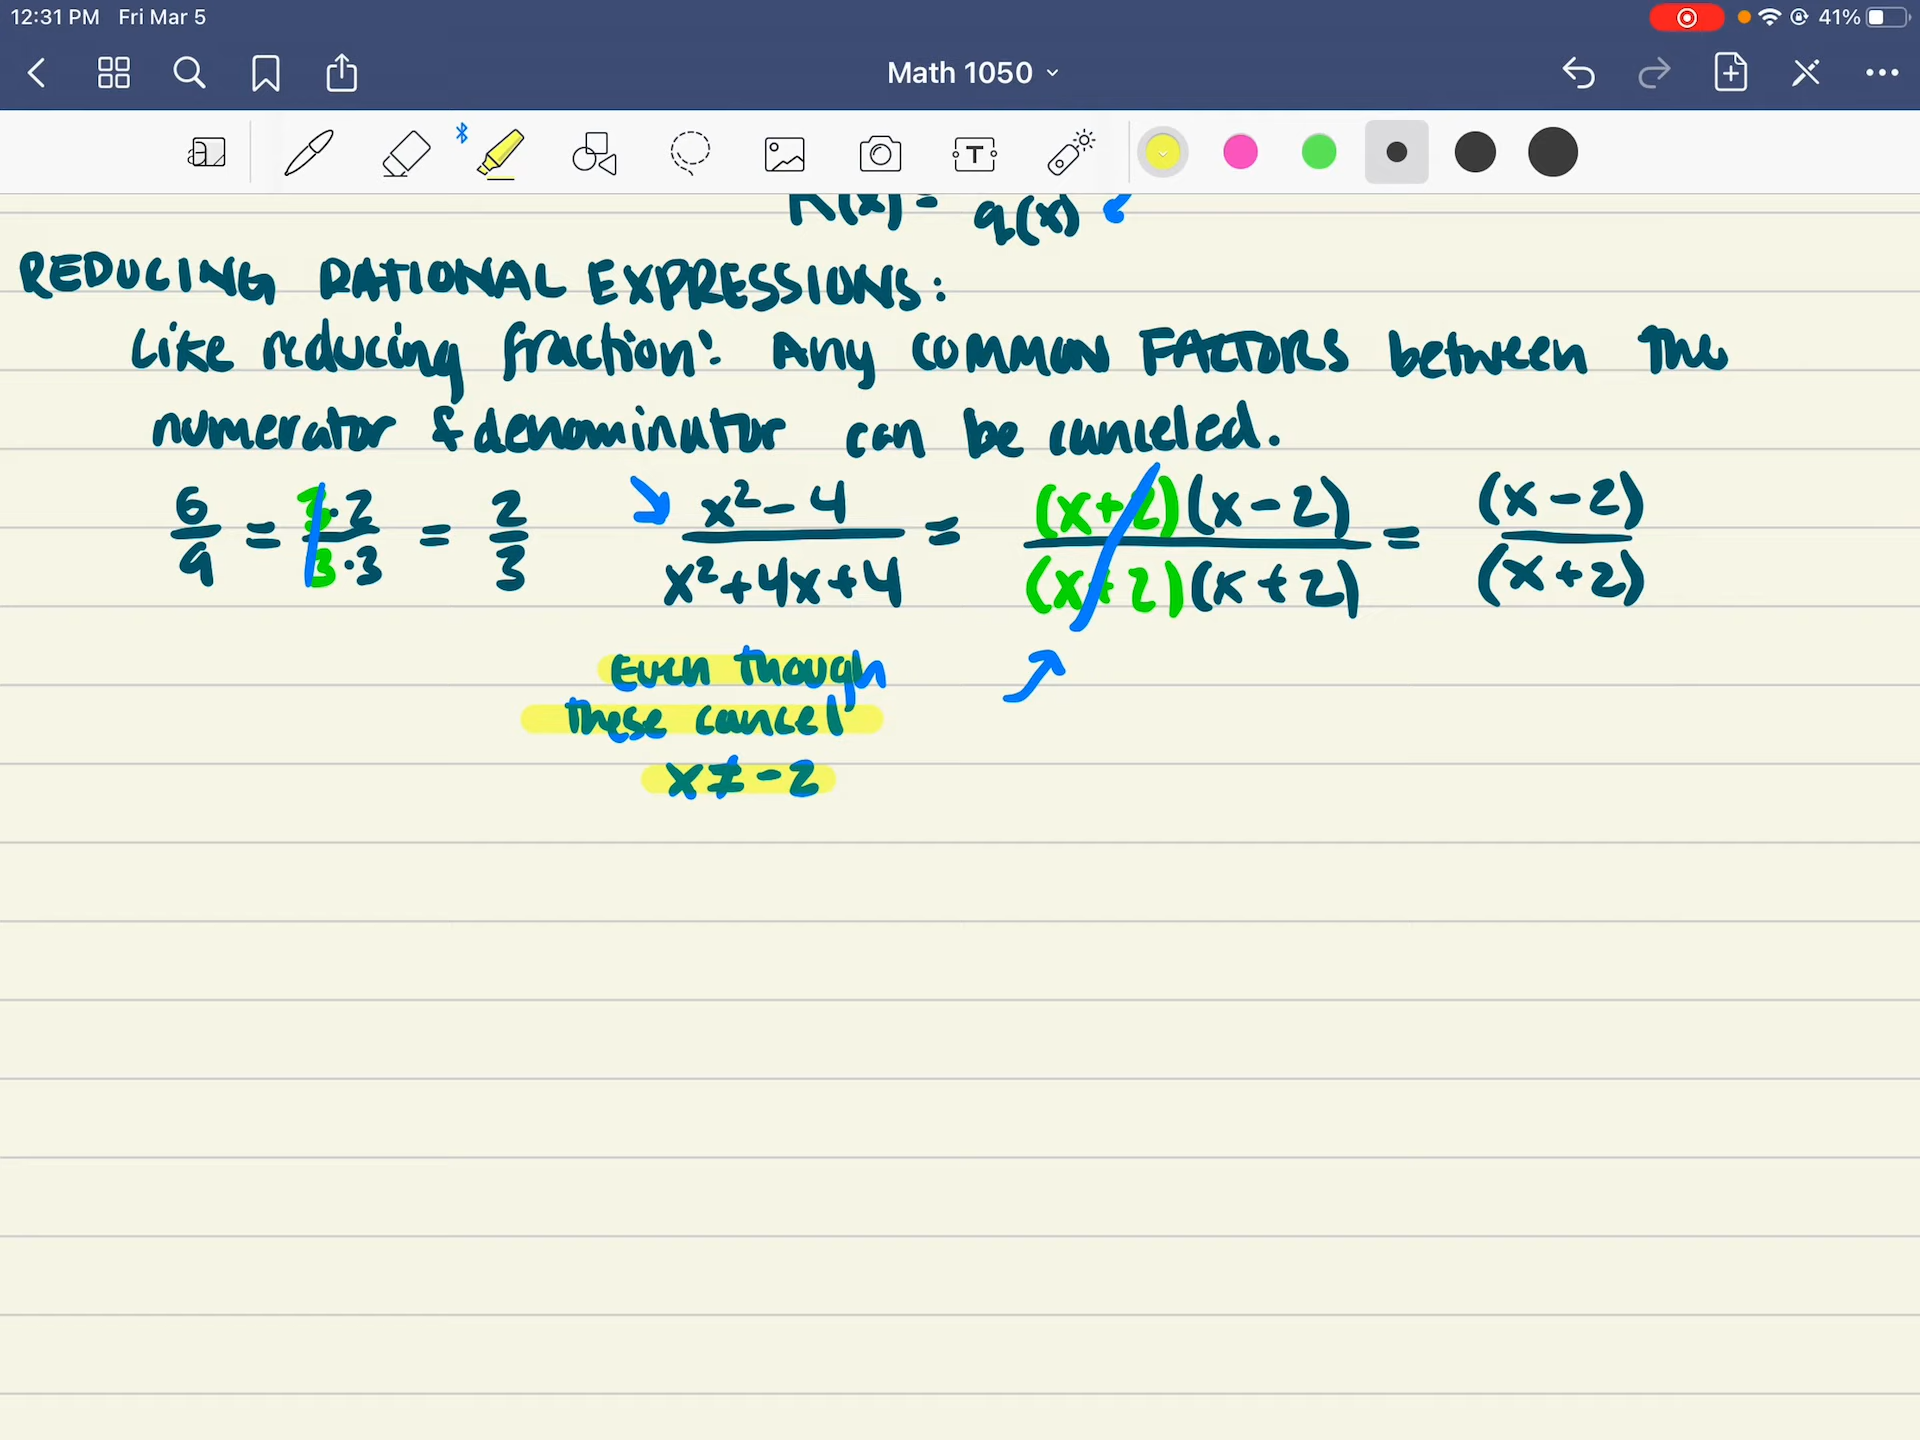 12:31 PM Fri Mar 5 41%
Math 1050
R(x) = q(x)
REDUCING RATIONAL EXPRESSIONS:
Like reducing fraction: Any COMMON FACTORS between the
numerator & denominator can be canceled.
6/9 = 3·2/3·3 = 2/3 x²-4/x²+4x+4 = (x+2)(x-2)/(x+2)(x+2) = (x-2)/(x+2)
Even though
these cancel
x≠-2